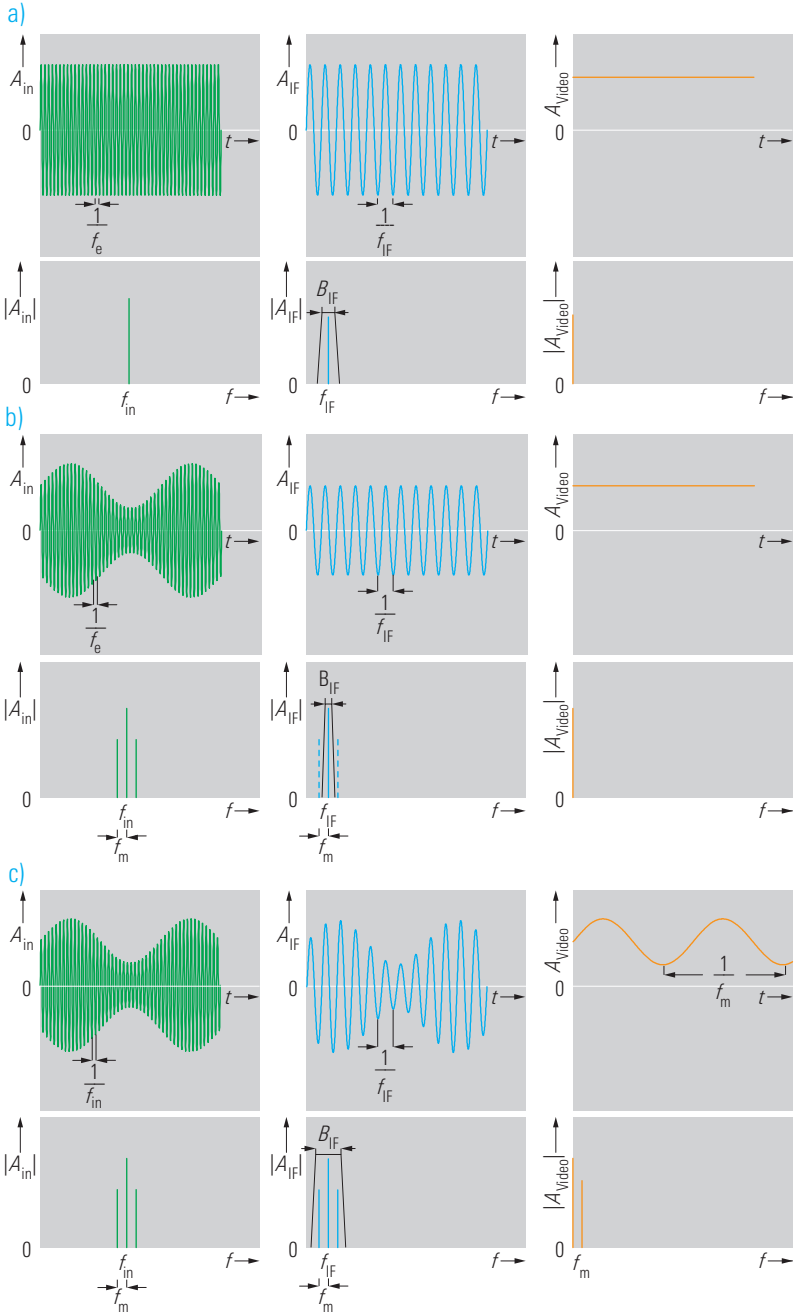 a)
A_in
0
t
1
f_e
A_IF
t
1
f_IF
A_Video
0
t
|A_in|
0
f_in
f
|A_IF|
B_IF
0
f_IF
f
|A_Video|
0
f
b)
A_in
0
t
1
f_e
A_IF
0
t
1
f_IF
A_Video
0
t
|A_in|
0
f_in
f
f_m
|A_IF|
B_IF
0
f_IF
f
f_m
|A_Video|
0
f
c)
A_in
0
t
1
f_in
A_IF
0
t
1
f_IF
A_Video
0
1
f_m
t
|A_in|
0
f_in
f
f_m
|A_IF|
B_IF
0
f_IF
f
f_m
|A_Video|
0
f_m
f